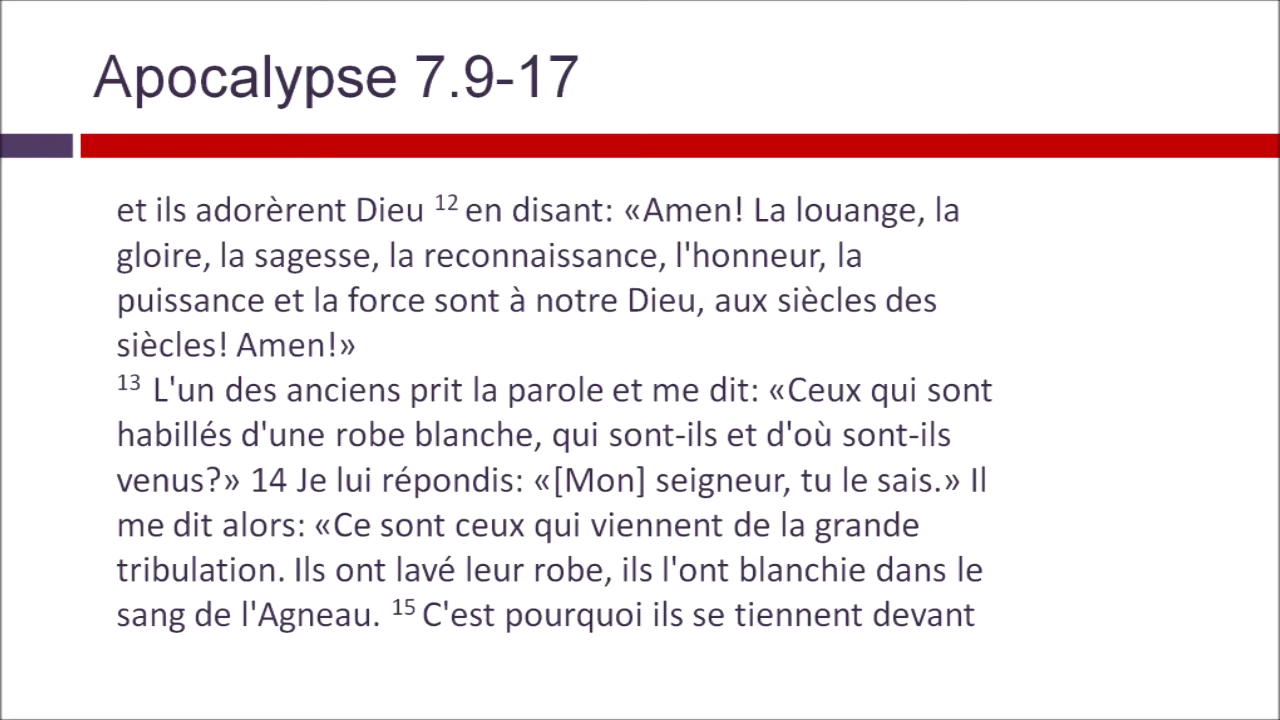 Apocalypse 7.9-17
et ils adorèrent Dieu 12 en disant: «Amen! La louange, la
gloire, la sagesse, la reconnaissance, l'honneur, la
puissance et la force sont à notre Dieu, aux siècles des
siècles! Amen!»
13 L'un des anciens prit la parole et me dit: «Ceux qui sont
habillés d'une robe blanche, qui sont-ils et d'où sont-ils
venus?» 14 Je lui répondis: «[Mon] seigneur, tu le sais.» Il
me dit alors: «Ce sont ceux qui viennent de la grande
tribulation. Ils ont lavé leur robe, ils l'ont blanchie dans le
sang de l'Agneau. 15 C'est pourquoi ils se tiennent devant